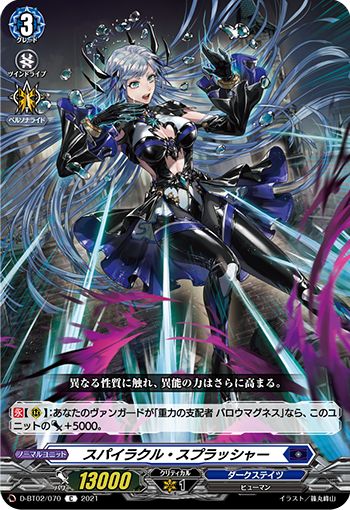 3
グレード
ツインドライブ
ペルソナライド
異なる性質に触れ、異能の力はさらに高まる。
【永】【(R)】:あなたのヴァンガードが「重力の支配者 バロウマグネス」なら、このユ
ニットの+5000。
ノーマルユニット スパイラクル・スプラッシャー
パワー 13000 クリティカル 1 ダークステイツ
ヒューマン
D-BT02/070 C 2021 イラスト/篠丸峰山